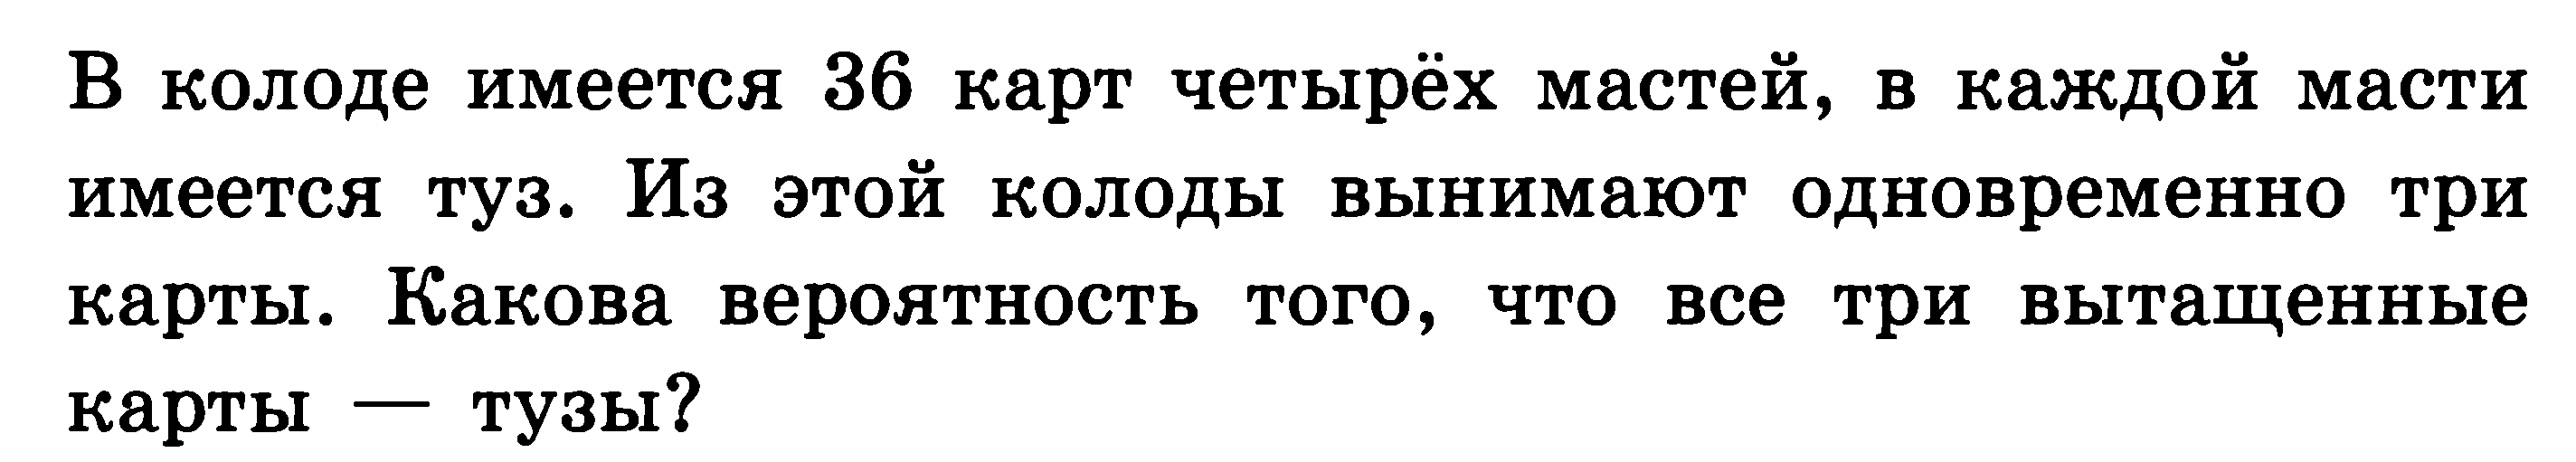 В колоде имеется 36 карт четырёх мастей, в каждой масти
имеется туз. Из этой колоды вынимают одновременно три
карты. Какова вероятность того, что все три вытащенные
карты — тузы?